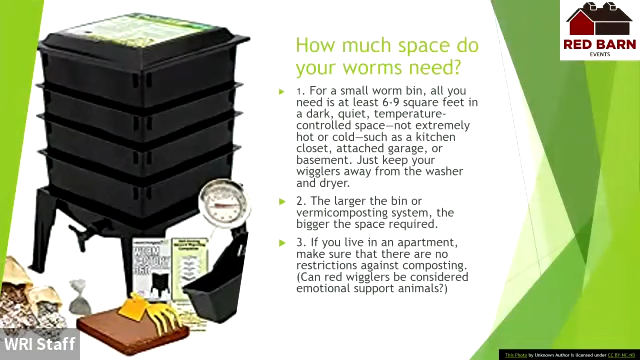 How much space do
your worms need?
1. For a small worm bin, all you
need is at least 6-9 square feet in
a dark, quiet, temperature-
controlled space—not extremely
hot or cold—such as a kitchen
closet, attached garage, or
basement. Just keep your
wigglers away from the washer
and dryer.
2. The larger the bin or
vermicomposting system, the
bigger the space required.
3. If you live in an apartment,
make sure that there are no
restrictions against composting.
(Can red wigglers be considered
emotional support animals?)
RED BARN
EVENTS
WRI Staff
This Photo by Unknown Author is licensed under CC BY-NC-ND